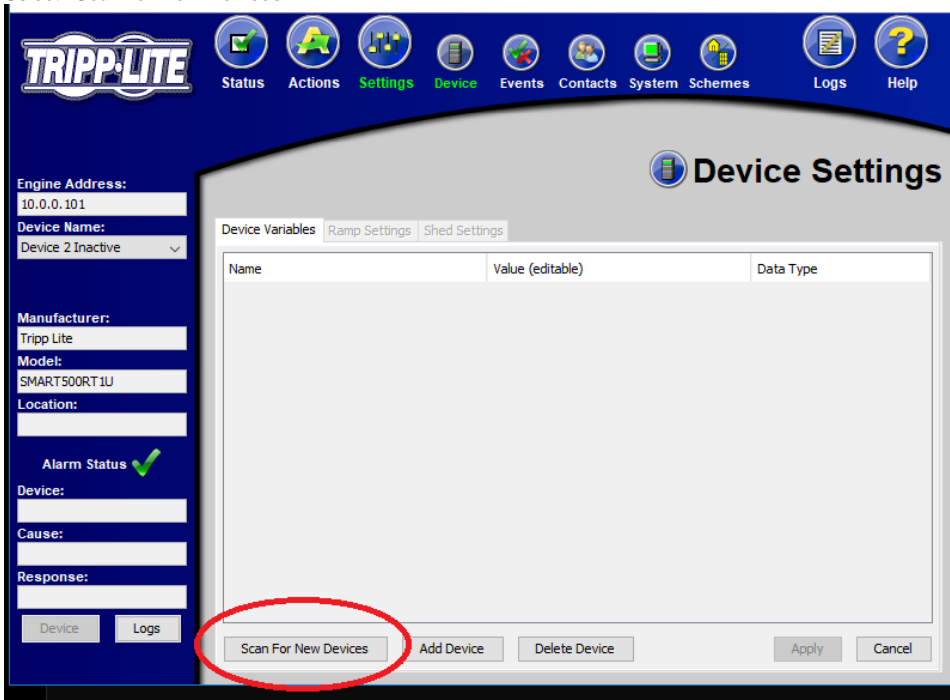 TRIPP·LITE
Status Actions Settings Device Events Contacts System Schemes Logs Help
Device Settings
Engine Address:
10.0.0.101
Device Name:
Device 2 Inactive
Manufacturer:
Tripp Lite
Model:
SMART500RT1U
Location:
Alarm Status
Device:
Cause:
Response:
Device Logs
Device Variables Ramp Settings Shed Settings
Name Value (editable) Data Type
Scan For New Devices Add Device Delete Device Apply Cancel